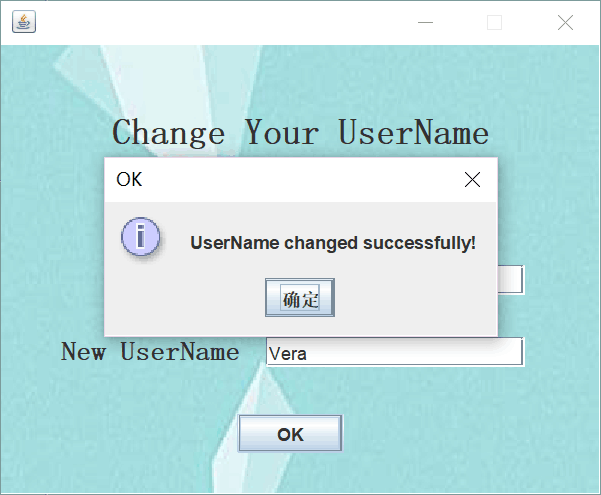 Change Your UserName
OK
UserName changed successfully!
确定
New UserName
Vera
OK